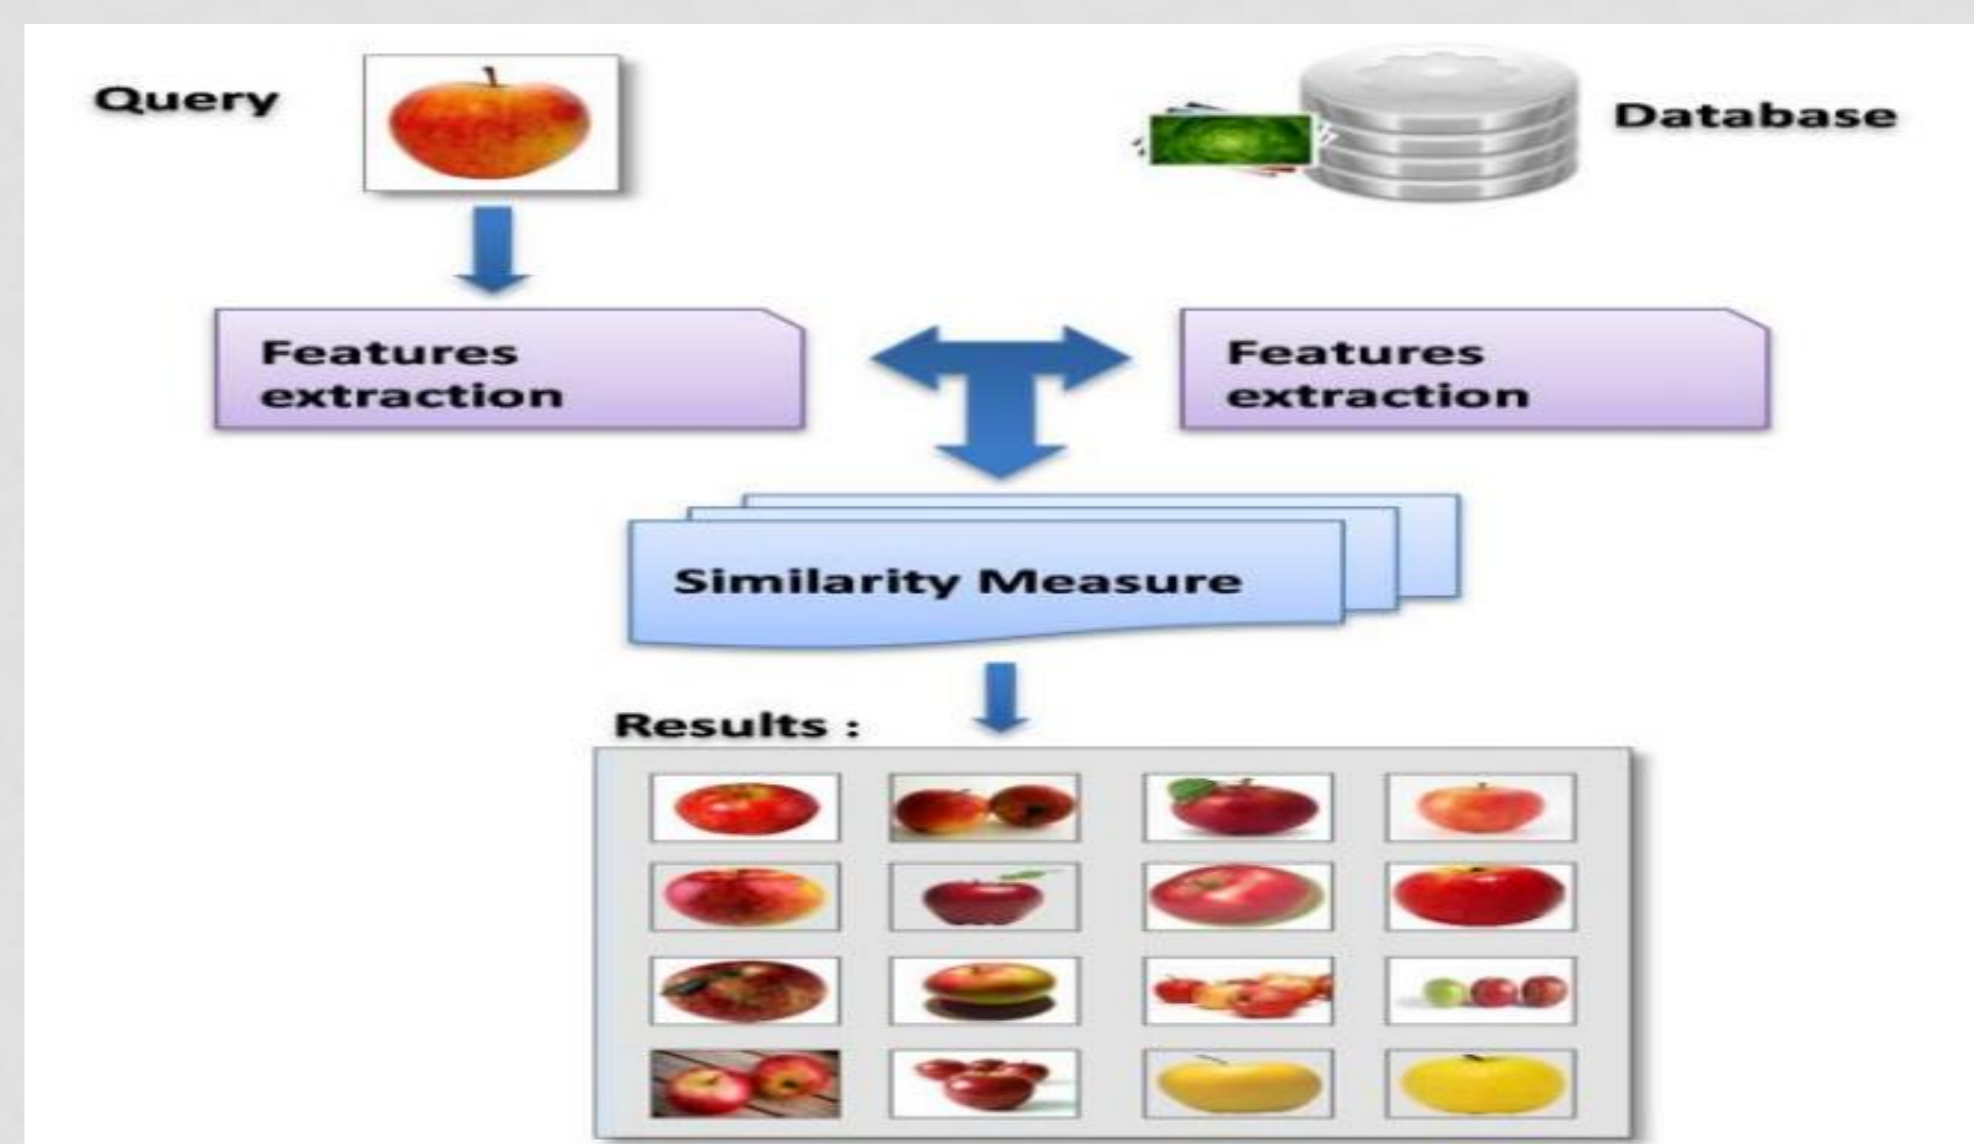 Query
Database
Features
extraction
Features
extraction
Similarity Measure
Results :